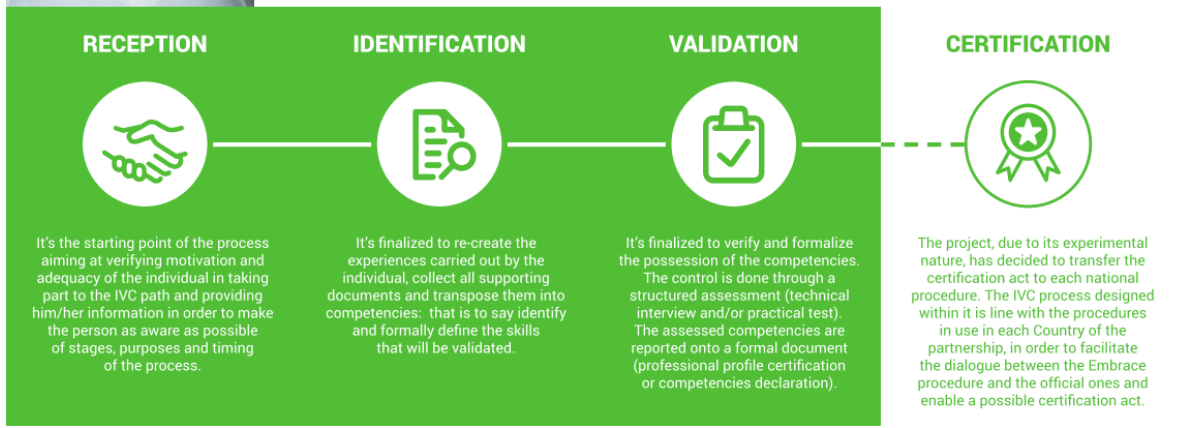 RECEPTION
It's the starting point of the process
aiming at verifying motivation and
adequacy of the individual in taking
part to the IVC path and providing
him/her information in order to make
the person as aware as possible
of stages, purposes and timing
of the process.
IDENTIFICATION
It's finalized to re-create the
experiences carried out by the
individual, collect all supporting
documents and transpose them into
competencies: that is to say identify
and formally define the skills
that will be validated.
VALIDATION
It's finalized to verify and formalize
the possession of the competencies.
The control is done through a
structured assessment (technical
interview and/or practical test).
The assessed competencies are
reported onto a formal document
(professional profile certification
or competencies declaration).
CERTIFICATION
The project, due to its experimental
nature, has decided to transfer the
certification act to each national
procedure. The IVC process designed
within it is line with the procedures
in use in each Country of the
partnership, in order to facilitate
the dialogue between the Embrace
procedure and the official ones and
enable a possible certification act.